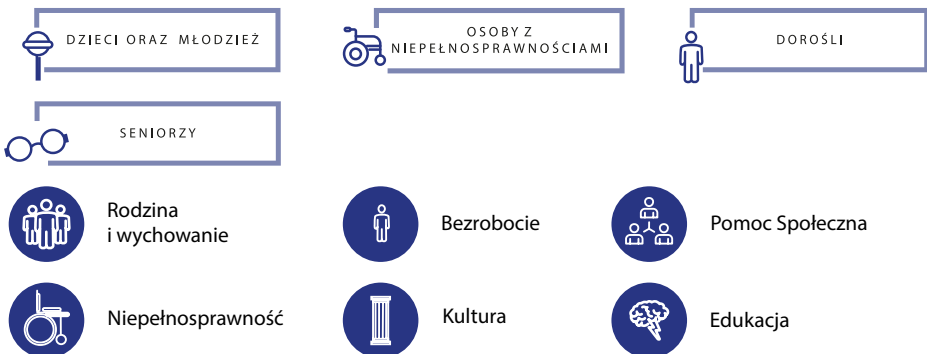 DZIECI ORAZ MŁODZIEŻ
OSOBY Z
NIEPEŁNOSPRAWNOŚCIAMI
DOROŚLI
SENIORZY
Rodzina
i wychowanie
Bezrobocie
Pomoc Społeczna
Niepełnosprawność
Kultura
Edukacja